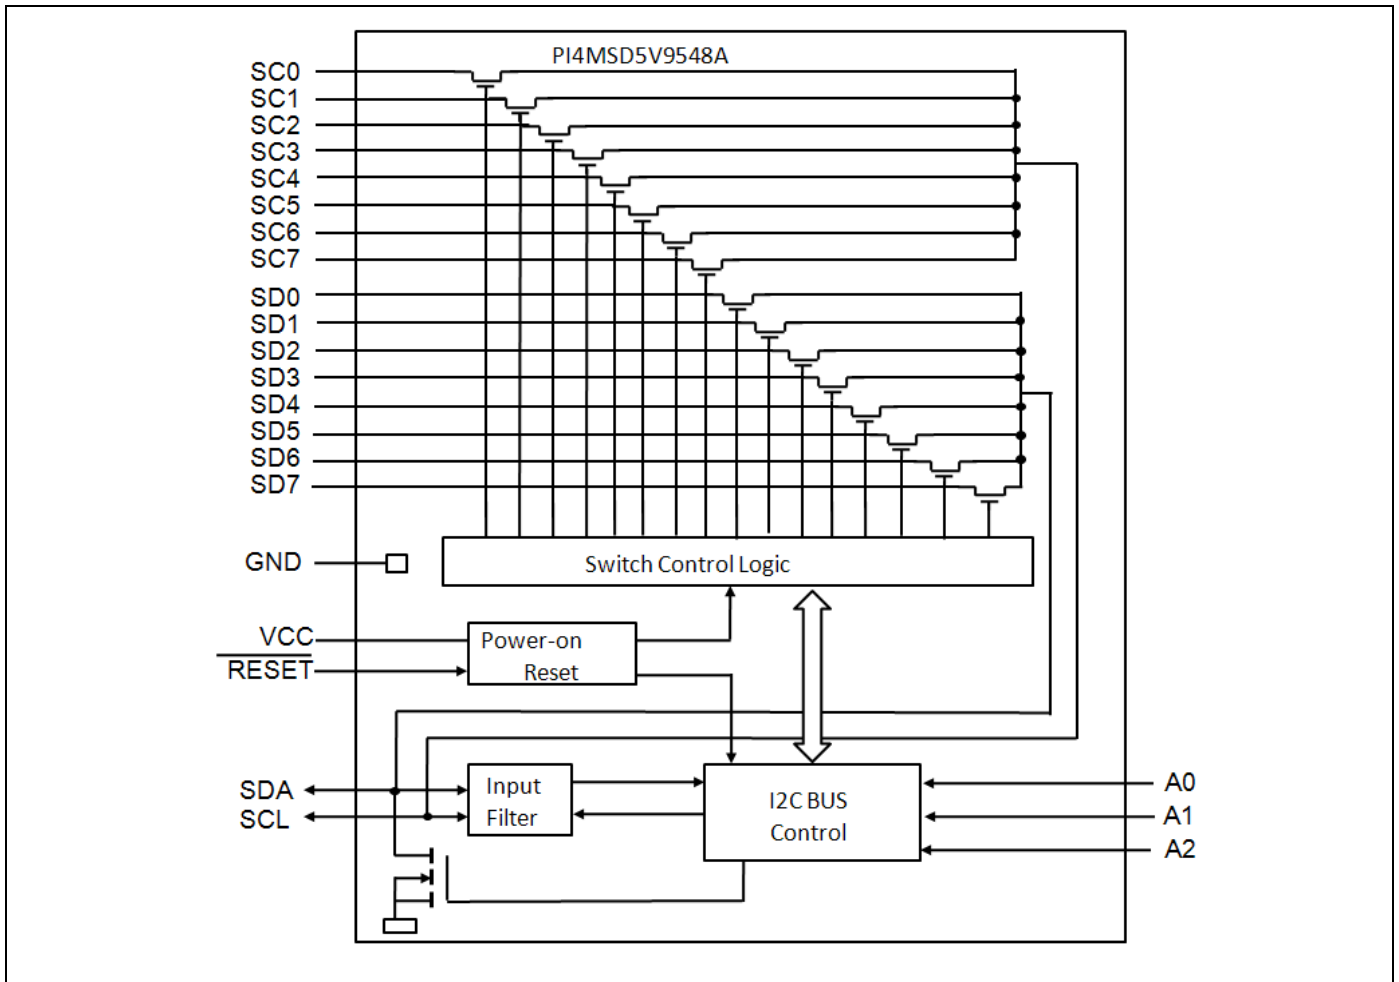 PI4MSD5V9548A
SC0
SC1
SC2
SC3
SC4
SC5
SC6
SC7
SD0
SD1
SD2
SD3
SD4
SD5
SD6
SD7
GND
Switch Control Logic
VCC
RESET
Power-on
Reset
SDA
SCL
Input
Filter
I2C BUS
Control
A0
A1
A2